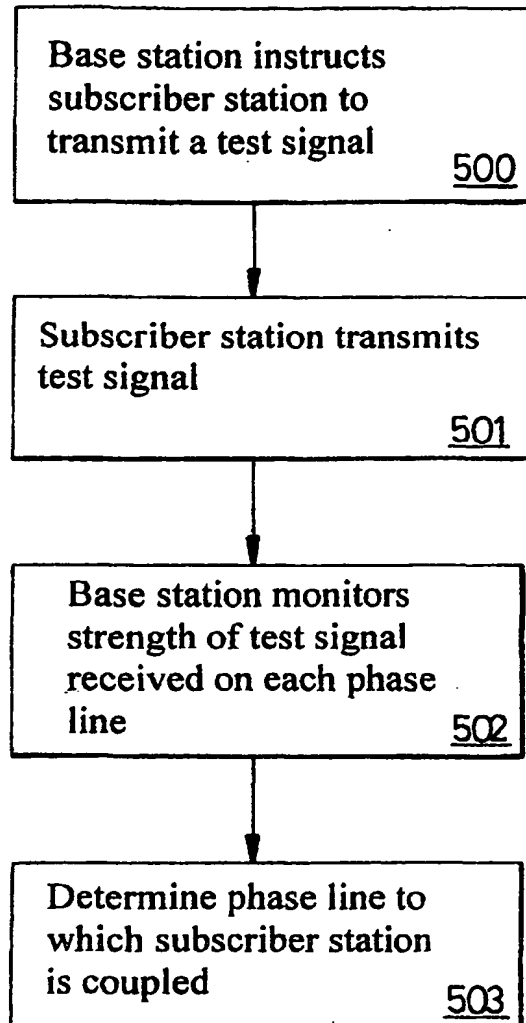 Base station instructs
subscriber station to
transmit a test signal
500
Subscriber station transmits
test signal
501
Base station monitors
strength of test signal
received on each phase
line
502
Determine phase line to
which subscriber station
is coupled
503